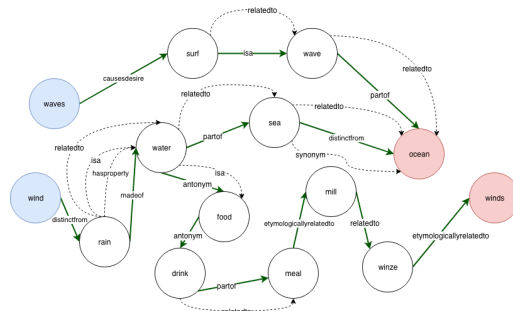 relatedto
surf
isa
wave
causesdesire
relatedto
waves
relatedto
partof
relatedto
sea
relatedto
water
partof
distinctfrom
ocean
isa
synonym
hasproperty
isa
mill
antonym
wind
madeof
food
winds
distinctfrom
etymologicallyrelatedto
relatedto
rain
antonym
etymologicallyrelatedto
drink
partof
meal
winze
relatedto